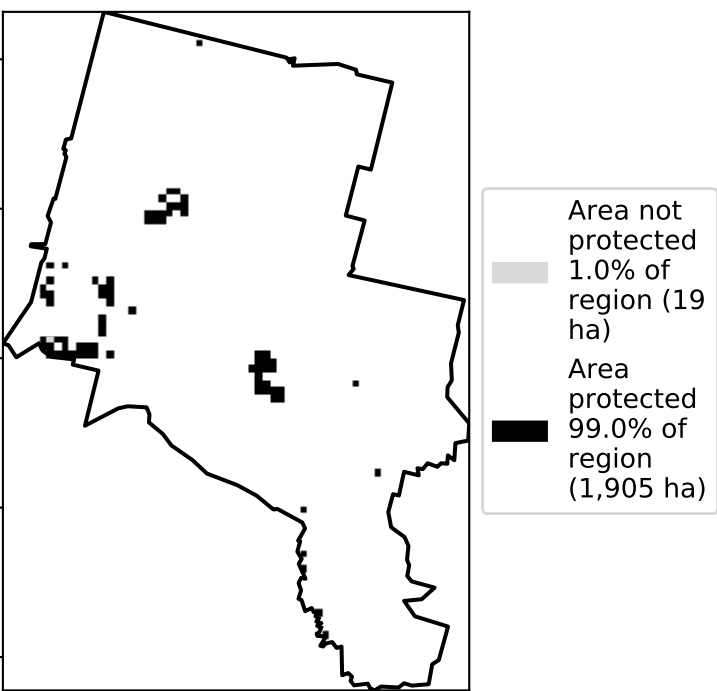 Area not
protected
1.0% of
region (19
ha)
Area
protected
99.0% of
region
(1,905 ha)